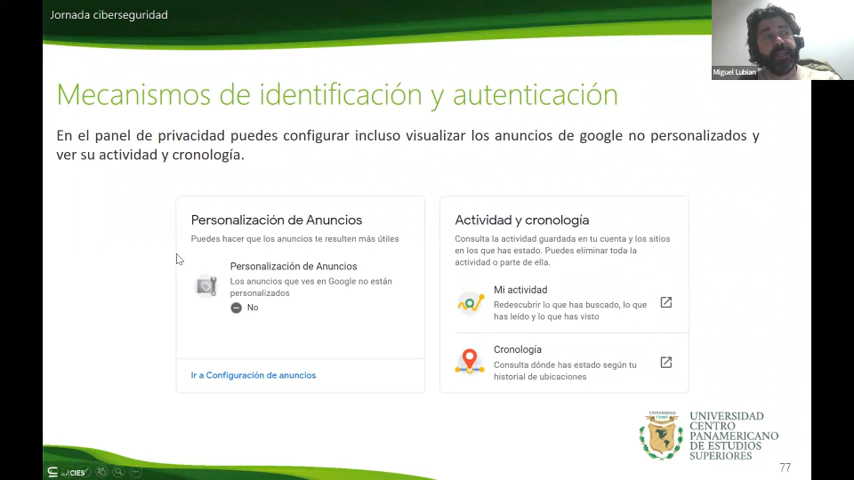 Jornada ciberseguridad
Miguel Lubian
Mecanismos de identificación y autenticación
En el panel de privacidad puedes configurar incluso visualizar los anuncios de google no personalizados y
ver su actividad y cronología.
Personalización de Anuncios
Puedes hacer que los anuncios te resulten más útiles
Personalización de Anuncios
Los anuncios que ves en Google no están
personalizados
No
Ir a Configuración de anuncios
Actividad y cronología
Consulta la actividad guardada en tu cuenta y los sitios
en los que has estado. Puedes eliminar toda la
actividad o parte de ella.
Mi actividad
Redescubrir lo que has buscado, lo que
has leído y lo que has visto
Cronología
Consulta dónde has estado según tu
historial de ubicaciones
UNIVERSIDAD
CENTRO
PANAMERICANO
DE ESTUDIOS
SUPERIORES
77